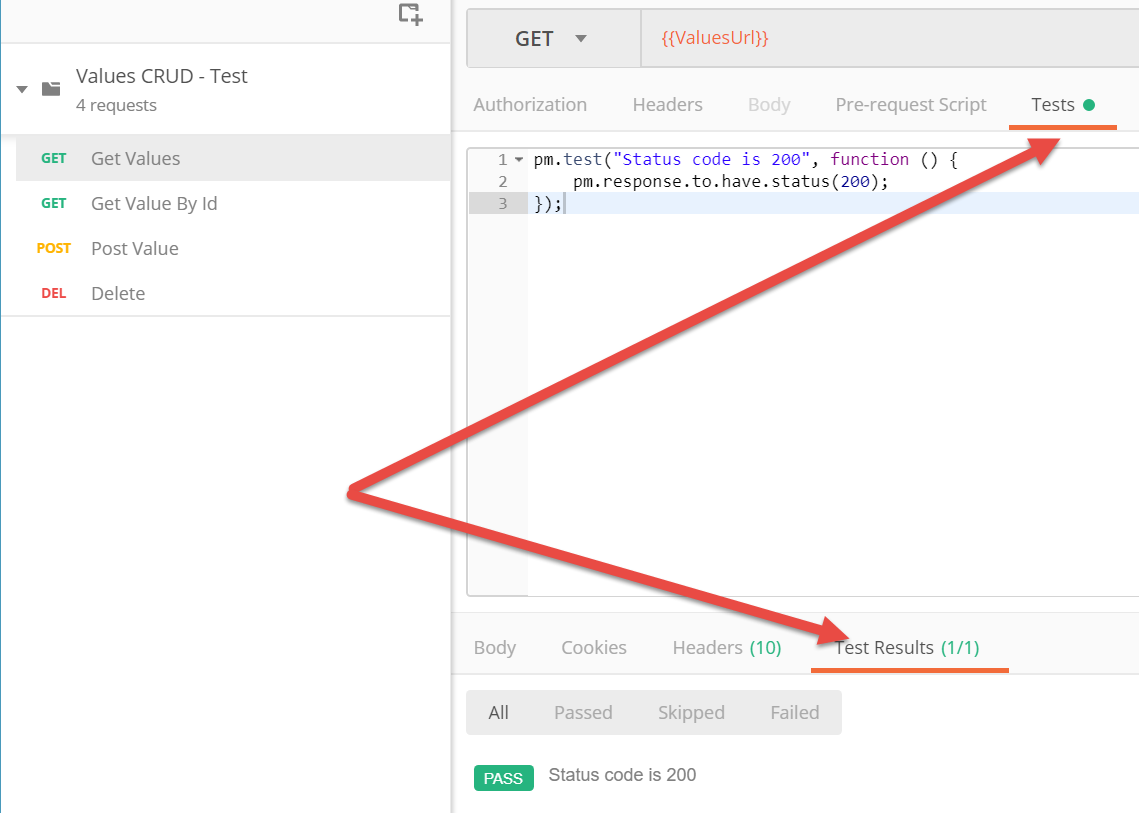 Values CRUD - Test
4 requests
GET Get Values
GET Get Value By Id
POST Post Value
DEL Delete
GET {{ValuesUrl}}
Authorization Headers Body Pre-request Script Tests
1 pm.test("Status code is 200", function () {
2 pm.response.to.have.status(200);
3 });
Body Cookies Headers (10) Test Results (1/1)
All Passed Skipped Failed
PASS Status code is 200